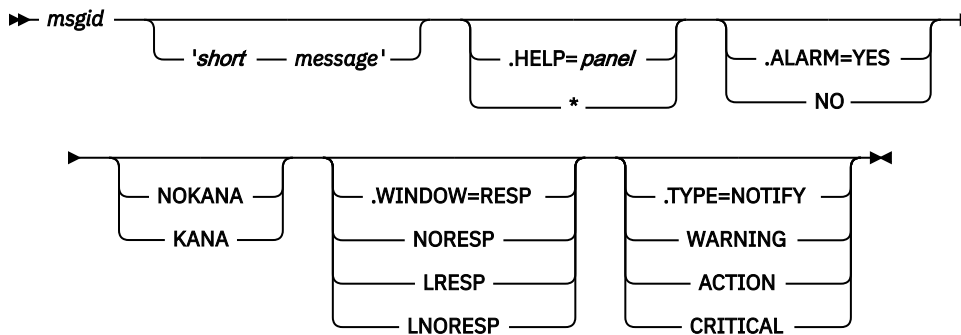 msgid
'short message'
.HELP=panel
*
.ALARM=YES
NO
NOKANA
KANA
.WINDOW=RESP
NORESP
LRESP
LNORESP
.TYPE=NOTIFY
WARNING
ACTION
CRITICAL